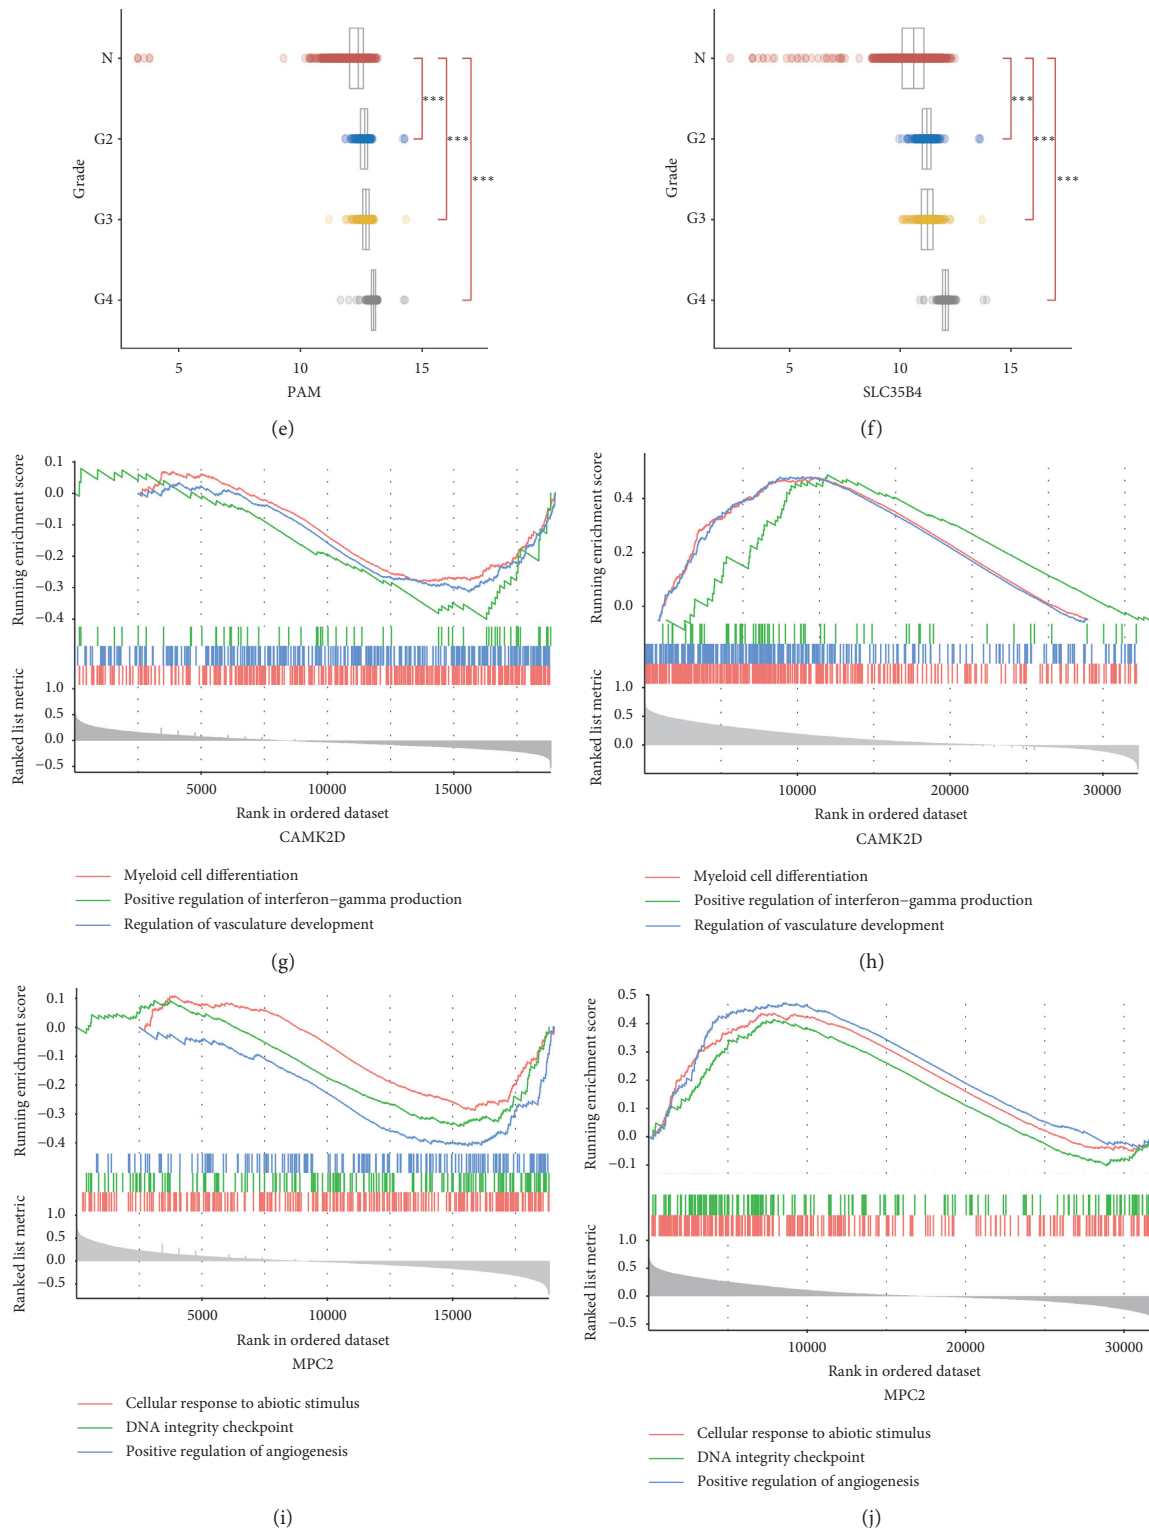 N
G2
G3
G4
Grade
***
***
***
5
10
15
PAM
(e)
N
G2
G3
G4
Grade
***
***
***
5
10
15
SLC35B4
(f)
Running enrichment score
0.1
0.0
−0.1
−0.2
−0.3
−0.4
Ranked list metric
1.0
0.5
0.0
−0.5
5000
10000
15000
Rank in ordered dataset
CAMK2D
Myeloid cell differentiation
Positive regulation of interferon−gamma production
Regulation of vasculature development
(g)
Running enrichment score
0.4
0.2
0.0
Ranked list metric
1.0
0.5
0.0
10000
20000
30000
Rank in ordered dataset
CAMK2D
Myeloid cell differentiation
Positive regulation of interferon−gamma production
Regulation of vasculature development
(h)
Running enrichment score
0.1
0.0
−0.1
−0.2
−0.3
−0.4
Ranked list metric
1.0
0.5
0.0
−0.5
5000
10000
15000
Rank in ordered dataset
MPC2
Cellular response to abiotic stimulus
DNA integrity checkpoint
Positive regulation of angiogenesis
(i)
Running enrichment score
0.5
0.4
0.3
0.2
0.1
0.0
−0.1
Ranked list metric
1.0
0.5
0.0
−0.5
10000
20000
30000
Rank in ordered dataset
MPC2
Cellular response to abiotic stimulus
DNA integrity checkpoint
Positive regulation of angiogenesis
(j)